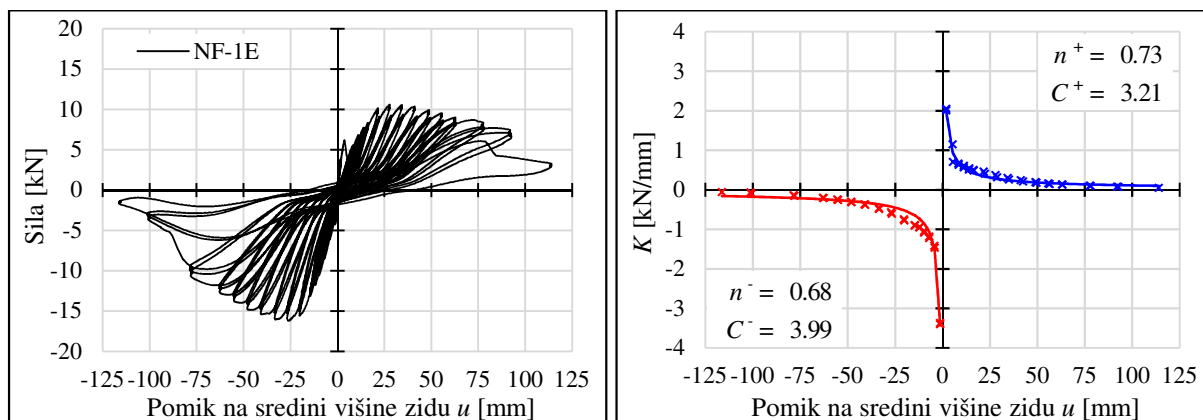 20
15
10
5
0
-5
-10
-15
-20
Sila [kN]
NF-1E
-125 -100 -75 -50 -25 0 25 50 75 100 125
Pomik na sredini višine zidu u [mm]
4
3
2
1
0
-1
-2
-3
-4
K [kN/mm]
n⁺ = 0.73
C⁺ = 3.21
n⁻ = 0.68
C⁻ = 3.99
-125 -100 -75 -50 -25 0 25 50 75 100 125
Pomik na sredini višine zidu u [mm]